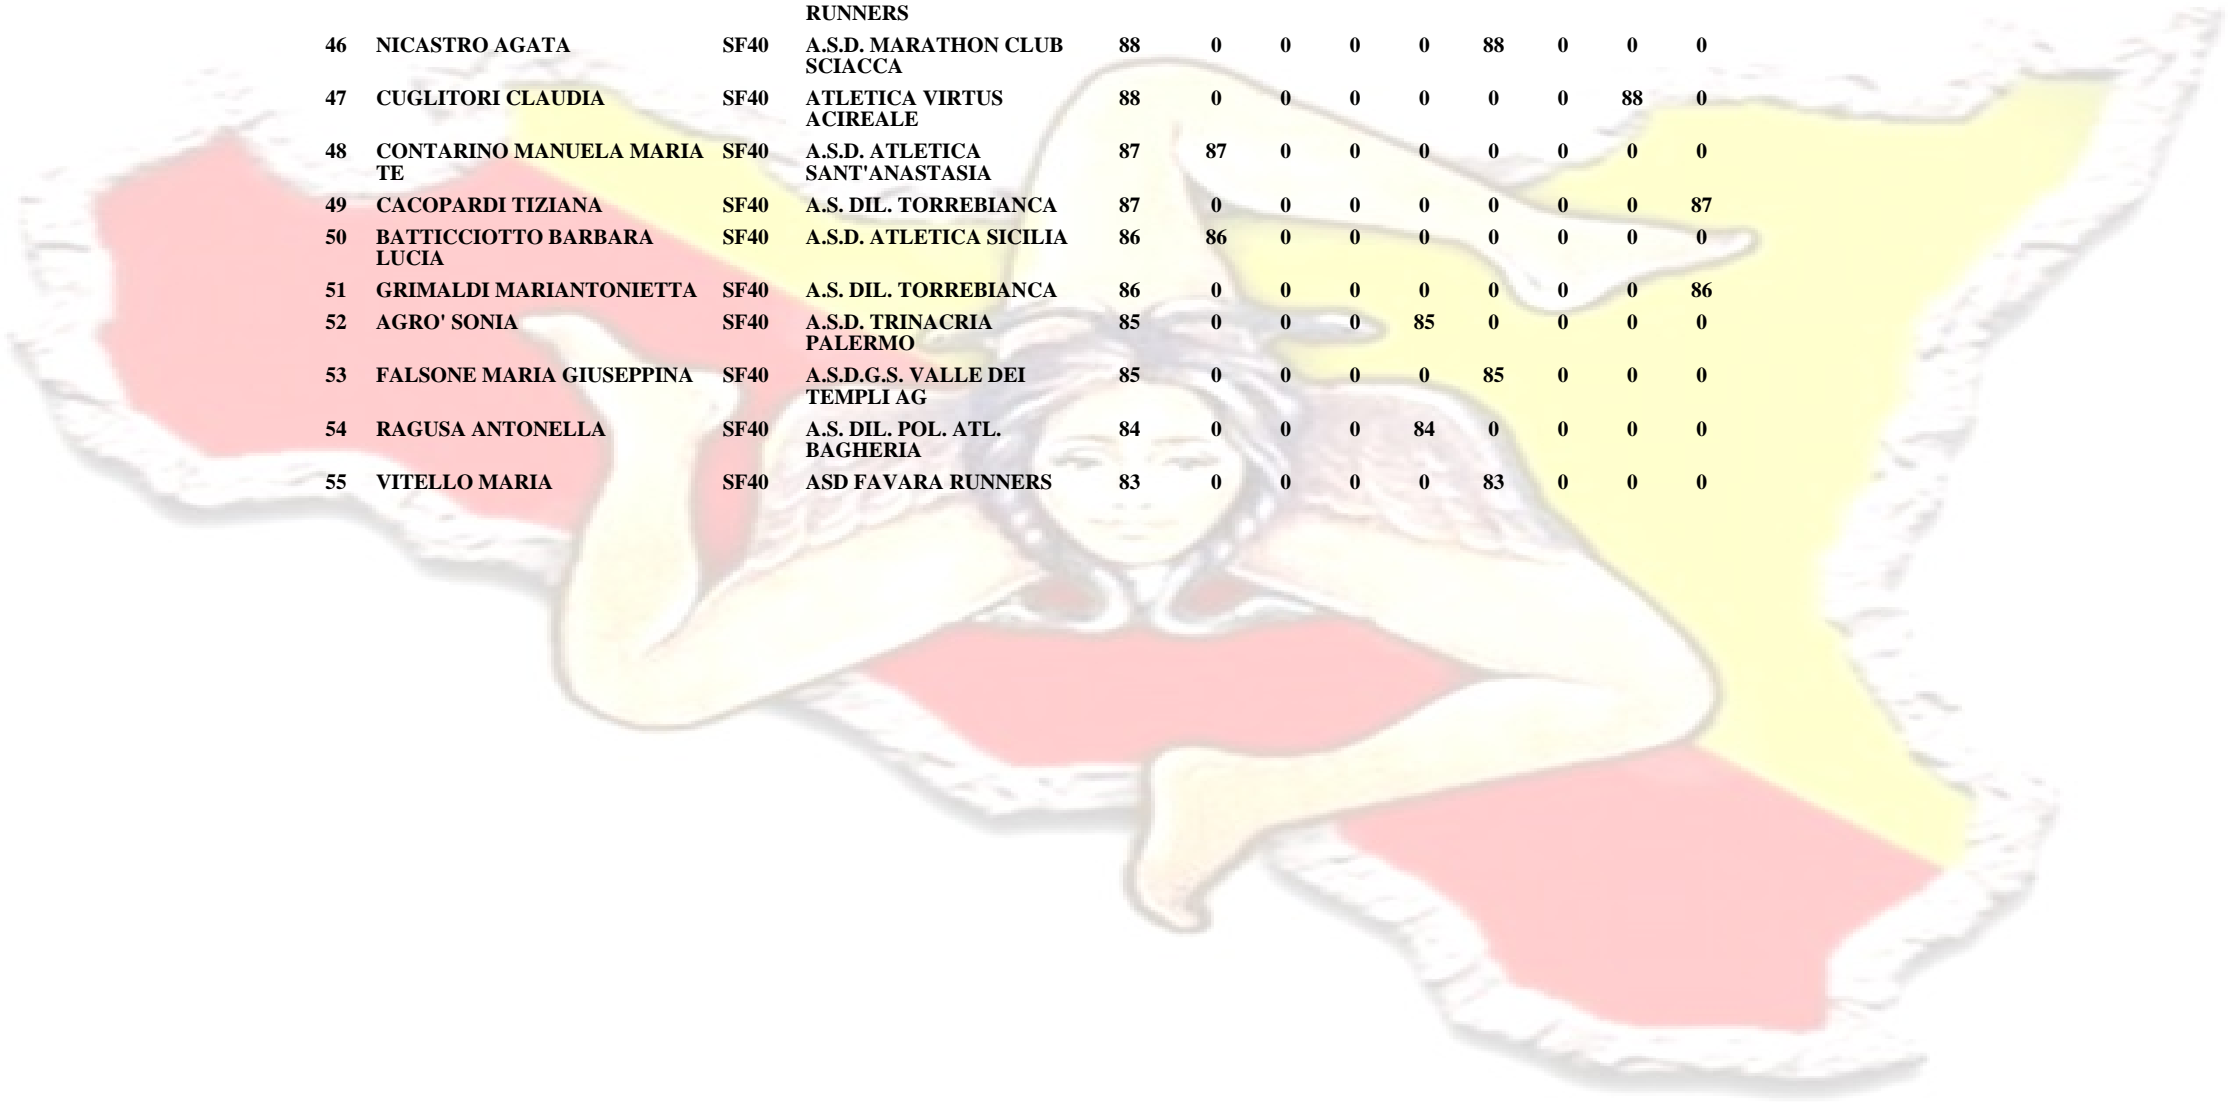 RUNNERS
46 NICASTRO AGATA SF40 A.S.D. MARATHON CLUB 88 0 0 0 0 88 0 0 0
SCIACCA
47 CUGLITORI CLAUDIA SF40 ATLETICA VIRTUS 88 0 0 0 0 0 0 88 0
ACIREALE
48 CONTARINO MANUELA MARIA SF40 A.S.D. ATLETICA 87 87 0 0 0 0 0 0 0
TE SANT'ANASTASIA
49 CACOPARDI TIZIANA SF40 A.S. DIL. TORREBIANCA 87 0 0 0 0 0 0 0 87
50 BATTICCIOTTO BARBARA SF40 A.S.D. ATLETICA SICILIA 86 86 0 0 0 0 0 0 0
LUCIA
51 GRIMALDI MARIANTONIETTA SF40 A.S. DIL. TORREBIANCA 86 0 0 0 0 0 0 0 86
52 AGRO' SONIA SF40 A.S.D. TRINACRIA 85 0 0 0 85 0 0 0 0
PALERMO
53 FALSONE MARIA GIUSEPPINA SF40 A.S.D.G.S. VALLE DEI 85 0 0 0 0 85 0 0 0
TEMPLI AG
54 RAGUSA ANTONELLA SF40 A.S. DIL. POL. ATL. 84 0 0 0 84 0 0 0 0
BAGHERIA
55 VITELLO MARIA SF40 ASD FAVARA RUNNERS 83 0 0 0 0 83 0 0 0